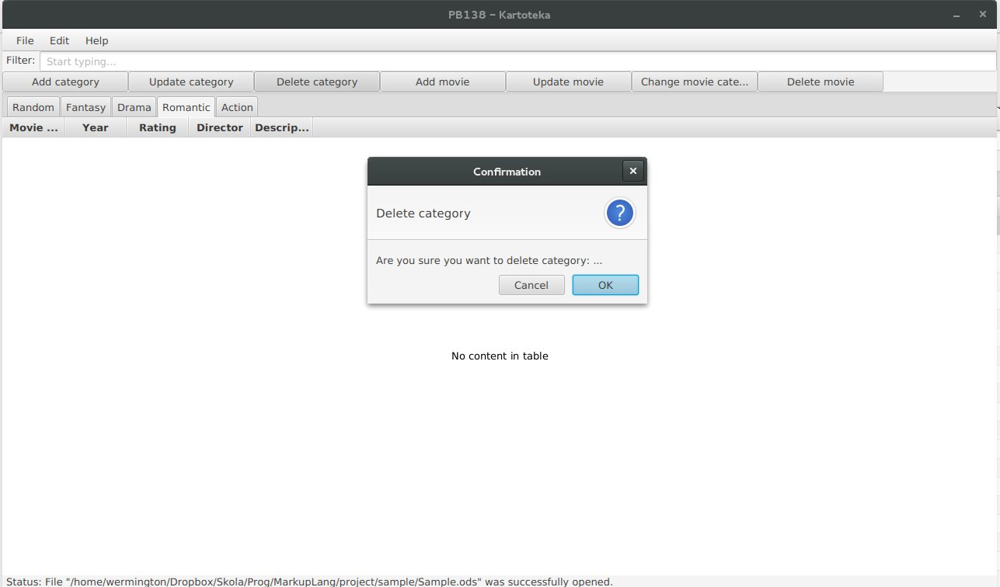 PB138 – Kartoteka
File Edit Help
Filter: Start typing...
Add category Update category Delete category Add movie Update movie Change movie cate... Delete movie
Random Fantasy Drama Romantic Action
Movie ... Year Rating Director Descrip...
Confirmation
Delete category
Are you sure you want to delete category: ...
Cancel OK
No content in table
Status: File "/home/wermington/Dropbox/Skola/Prog/MarkupLang/project/sample/Sample.ods" was successfully opened.